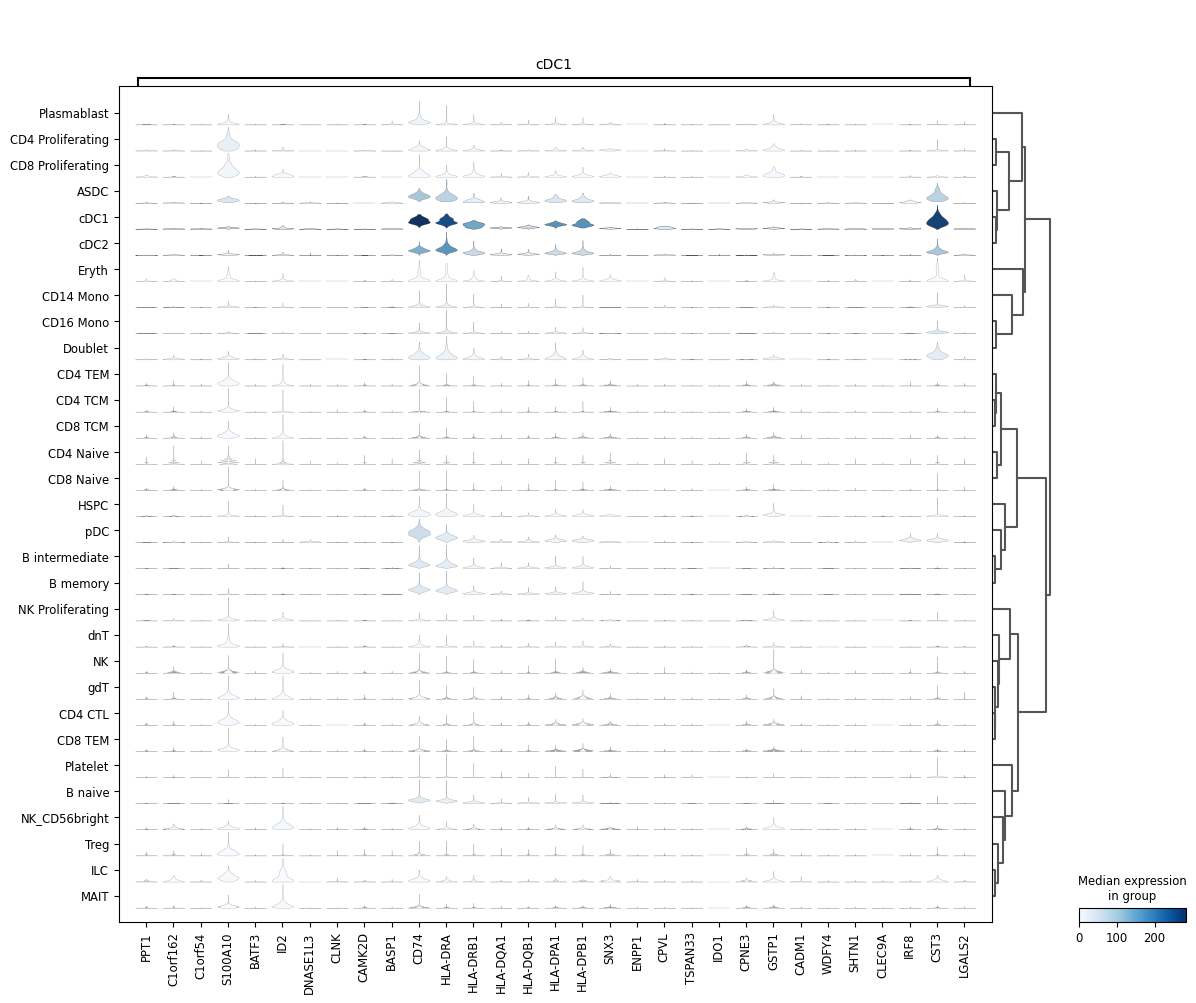 cDC1
Plasmablast
CD4 Proliferating
CD8 Proliferating
ASDC
cDC1
cDC2
Eryth
CD14 Mono
CD16 Mono
Doublet
CD4 TEM
CD4 TCM
CD8 TCM
CD4 Naive
CD8 Naive
HSPC
pDC
B intermediate
B memory
NK Proliferating
dnT
NK
gdT
CD4 CTL
CD8 TEM
Platelet
B naive
NK_CD56bright
Treg
ILC
MAIT
PPT1
C1orf162
C1orf54
S100A10
BATF3
ID2
DNASE1L3
CLNK
CAMK2D
BASP1
CD74
HLA-DRA
HLA-DRB1
HLA-DQA1
HLA-DQB1
HLA-DPA1
HLA-DPB1
SNX3
ENPP1
CPVL
TSPAN33
IDO1
CPNE3
GSTP1
CADM1
WDFY4
SHTN1
CLEC9A
IRF8
CST3
LGALS2
Median expression
in group
0 100 200